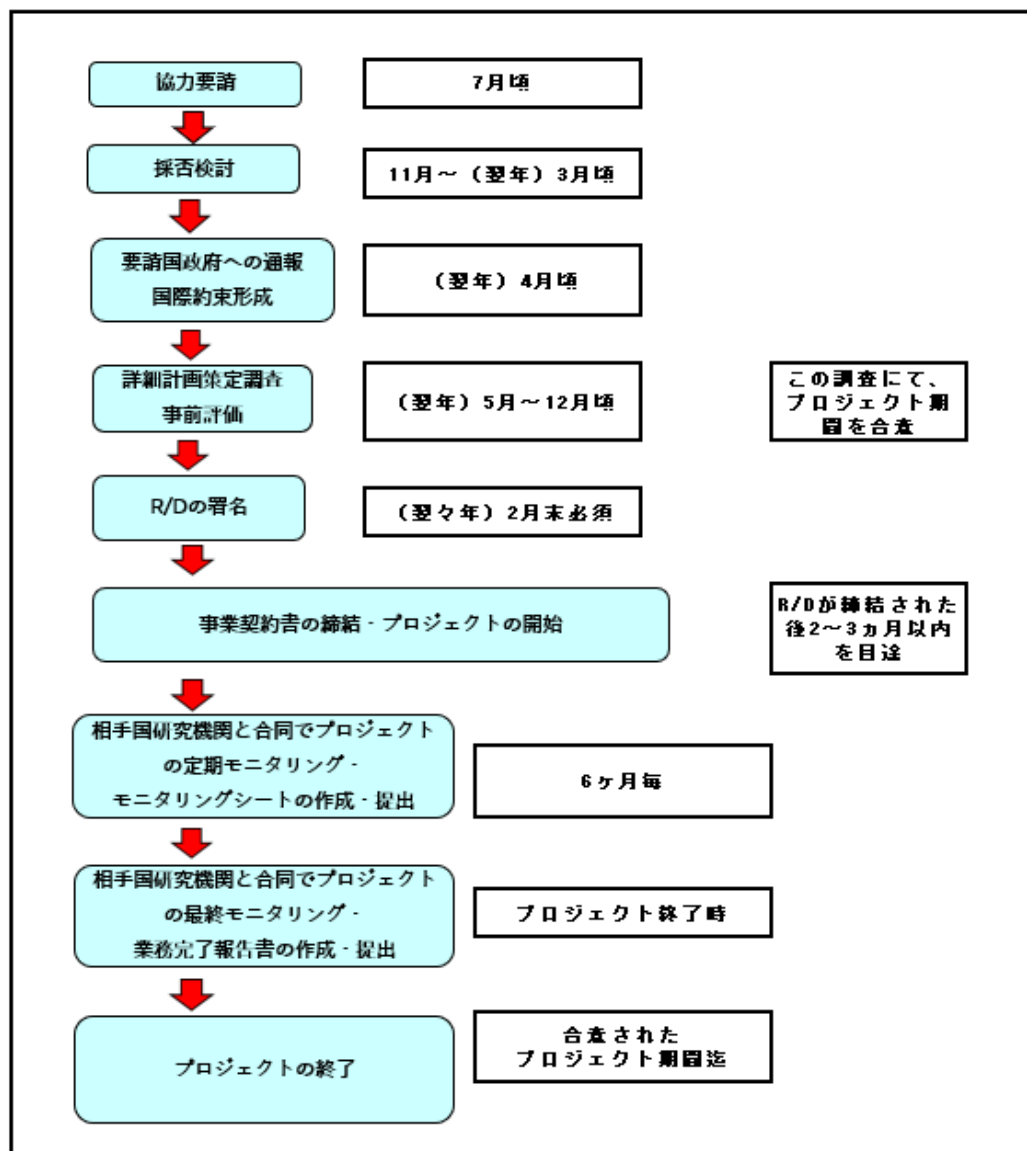 協力要請
7月頃
採否検討
11月～（翌年）3月頃
要請国政府への通報
国際約束形成
（翌年）4月頃
詳細計画策定調査
事前評価
（翌年）5月～12月頃
この調査にて、
プロジェクト期
間を合意
R/Dの署名
（翌々年）2月末必須
事業契約書の締結‐プロジェクトの開始
R/Dが締結された
後2～3ヵ月以内
を目途
相手国研究機関と合同でプロジェクト
の定期モニタリング‐
モニタリングシートの作成‐提出
6ヶ月毎
相手国研究機関と合同でプロジェクト
の最終モニタリング‐
業務完了報告書の作成‐提出
プロジェクト終了時
プロジェクトの終了
合意された
プロジェクト期間迄